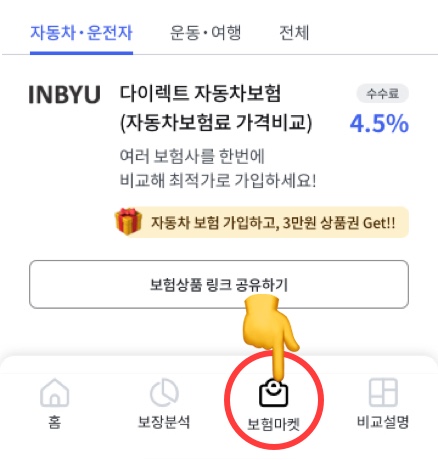 자동차·운전자 운동·여행 전체
INBYU 다이렉트 자동차보험 수수료
(자동차보험료 가격비교) 4.5%
여러 보험사를 한번에
비교해 최적가로 가입하세요!
자동차 보험 가입하고, 3만원 상품권 Get!!
보험상품 링크 공유하기
홈 보장분석 보험마켓 비교설명